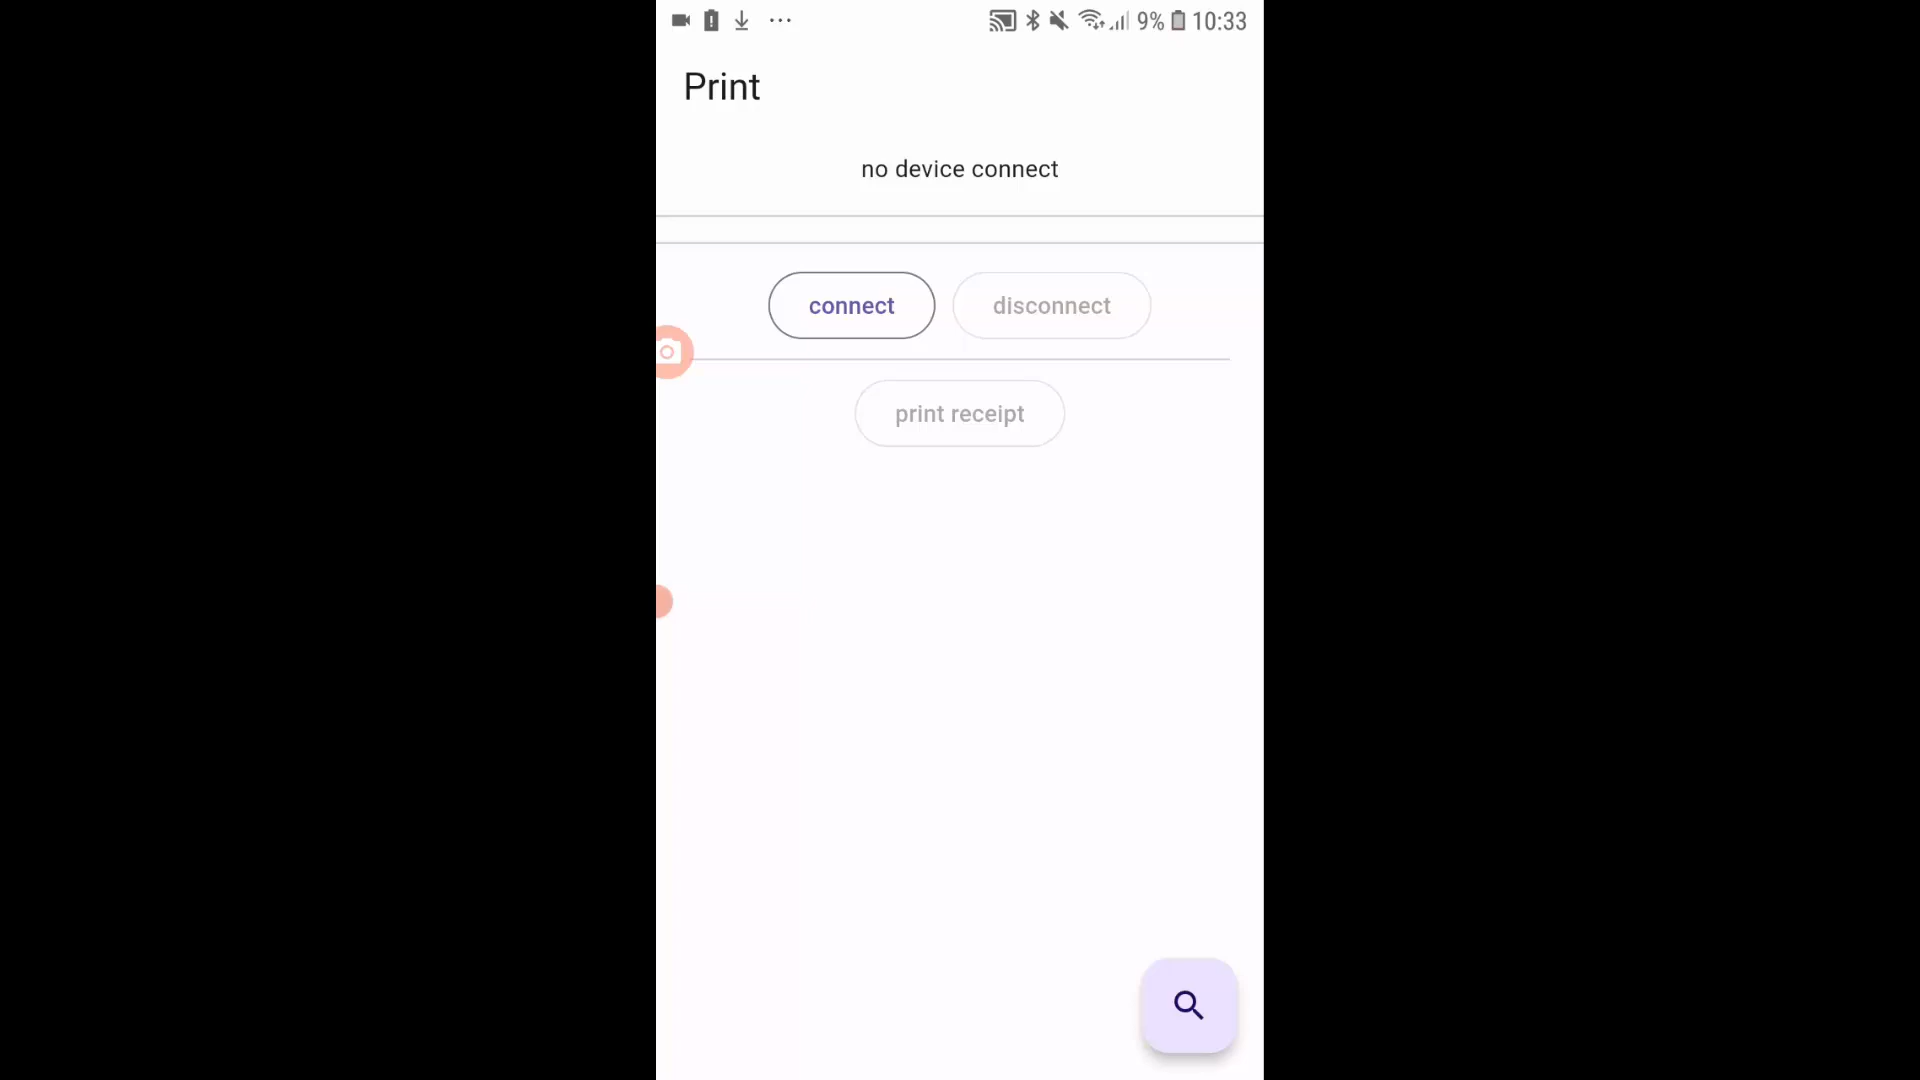 9% 10:33
Print
no device connect
connect disconnect
print receipt